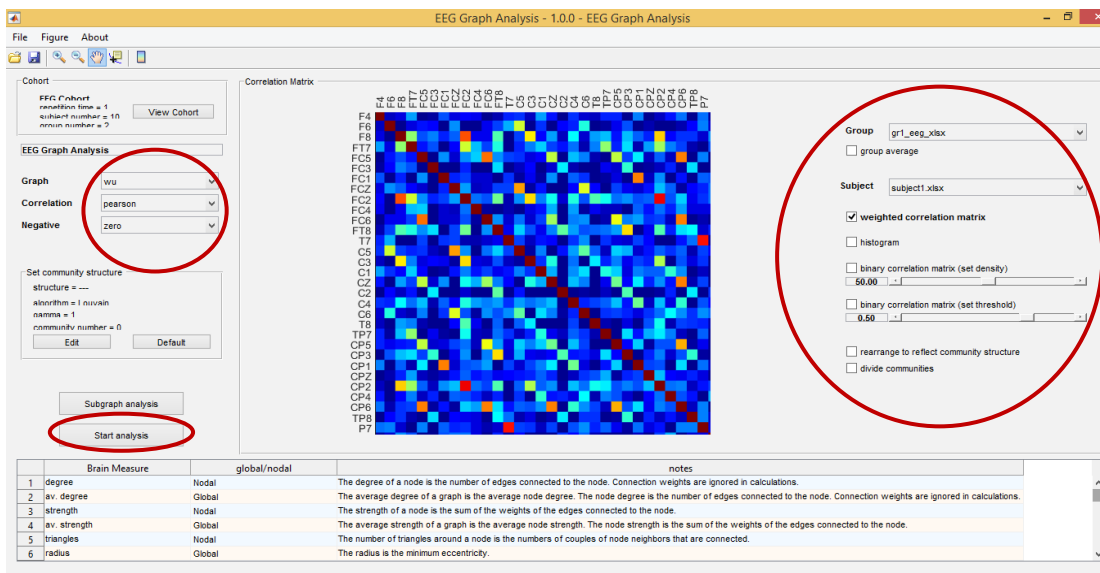 EEG Graph Analysis - 1.0.0 - EEG Graph Analysis
File Figure About
Cohort
EEG Cohort
repetition time = 1
subject number = 10
group number = 2
View Cohort
EEG Graph Analysis
Graph wu
Correlation pearson
Negative zero
Set community structure
structure = ---
algorithm = Louvain
gamma = 1
community number = 0
Edit Default
Subgraph analysis
Start analysis
Correlation Matrix
F4 F6 F8 FT7 FC5 FC3 FC1 FCZ FC2 FC4 FC6 FT8 T7 C5 C3 C1 CZ C2 C4 C6 T8 TP7 CP5 CP3 CP1 CPZ CP2 CP4 CP6 TP8 P7
F4
F6
F8
FT7
FC5
FC3
FC1
FCZ
FC2
FC4
FC6
FT8
T7
C5
C3
C1
CZ
C2
C4
C6
T8
TP7
CP5
CP3
CP1
CPZ
CP2
CP4
CP6
TP8
P7
Group gr1_eeg_xlsx
group average
Subject subject1.xlsx
weighted correlation matrix
histogram
binary correlation matrix (set density)
50.00
binary correlation matrix (set threshold)
0.50
rearrange to reflect community structure
divide communities
Brain Measure global/nodal notes
1 degree Nodal The degree of a node is the number of edges connected to the node. Connection weights are ignored in calculations.
2 av. degree Global The average degree of a graph is the average node degree. The node degree is the number of edges connected to the node. Connection weights are ignored in calculations.
3 strength Nodal The strength of a node is the sum of the weights of the edges connected to the node.
4 av. strength Global The average strength of a graph is the average node strength. The node strength is the sum of the weights of the edges connected to the node.
5 triangles Nodal The number of triangles around a node is the numbers of couples of node neighbors that are connected.
6 radius Global The radius is the minimum eccentricity.